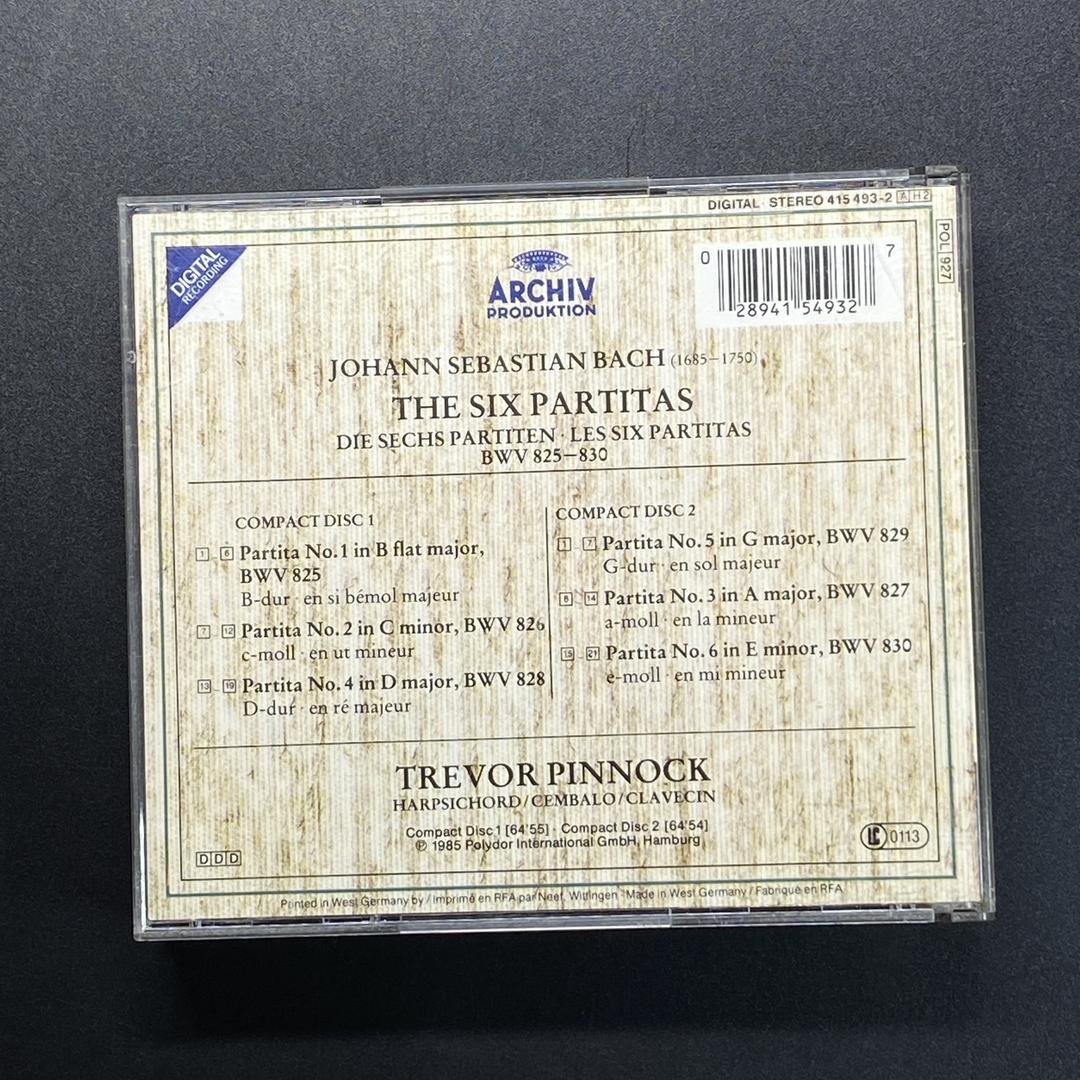 DIGITAL STEREO 415 493-2 A H 2
POL 927
DIGITAL
RECORDING
ARCHIV
PRODUKTION
0 28941 54932 7
JOHANN SEBASTIAN BACH (1685–1750)
THE SIX PARTITAS
DIE SECHS PARTITEN · LES SIX PARTITAS
BWV 825–830
COMPACT DISC 1
1 - 6 Partita No. 1 in B flat major,
BWV 825
B-dur · en si bémol majeur
7 - 12 Partita No. 2 in C minor, BWV 826
c-moll · en ut mineur
13 - 19 Partita No. 4 in D major, BWV 828
D-dur · en ré majeur
COMPACT DISC 2
1 - 7 Partita No. 5 in G major, BWV 829
G-dur · en sol majeur
8 - 14 Partita No. 3 in A major, BWV 827
a-moll · en la mineur
15 - 21 Partita No. 6 in E minor, BWV 830
e-moll · en mi mineur
TREVOR PINNOCK
HARPSICHORD/CEMBALO/CLAVECIN
Compact Disc 1 [64'55] · Compact Disc 2 [64'54]
℗ 1985 Polydor International GmbH, Hamburg
DDD
LC 0113
Printed in West Germany by / Imprimé en RFA par Neef, Wittingen · Made in West Germany / Fabriqué en RFA